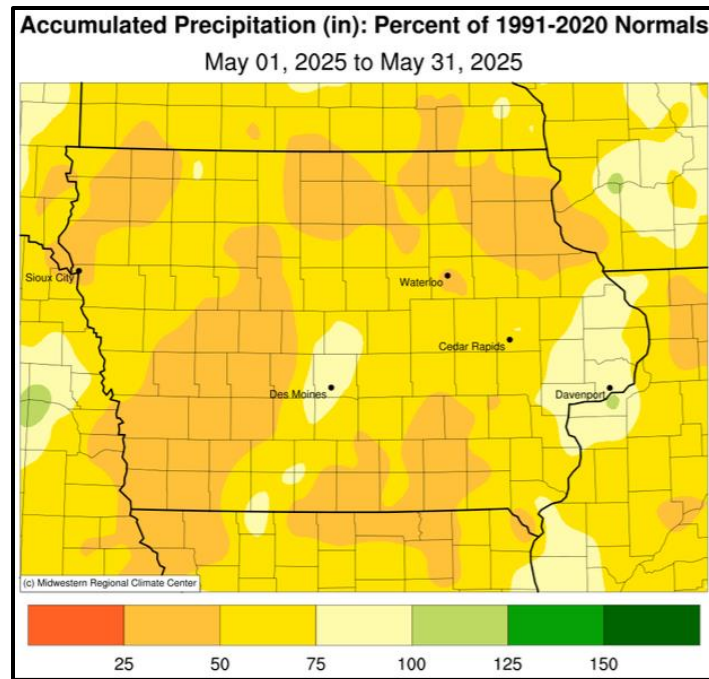 Accumulated Precipitation (in): Percent of 1991-2020 Normals
May 01, 2025 to May 31, 2025
Sioux City
Waterloo
Cedar Rapids
Des Moines
Davenport
(c) Midwestern Regional Climate Center
25 50 75 100 125 150